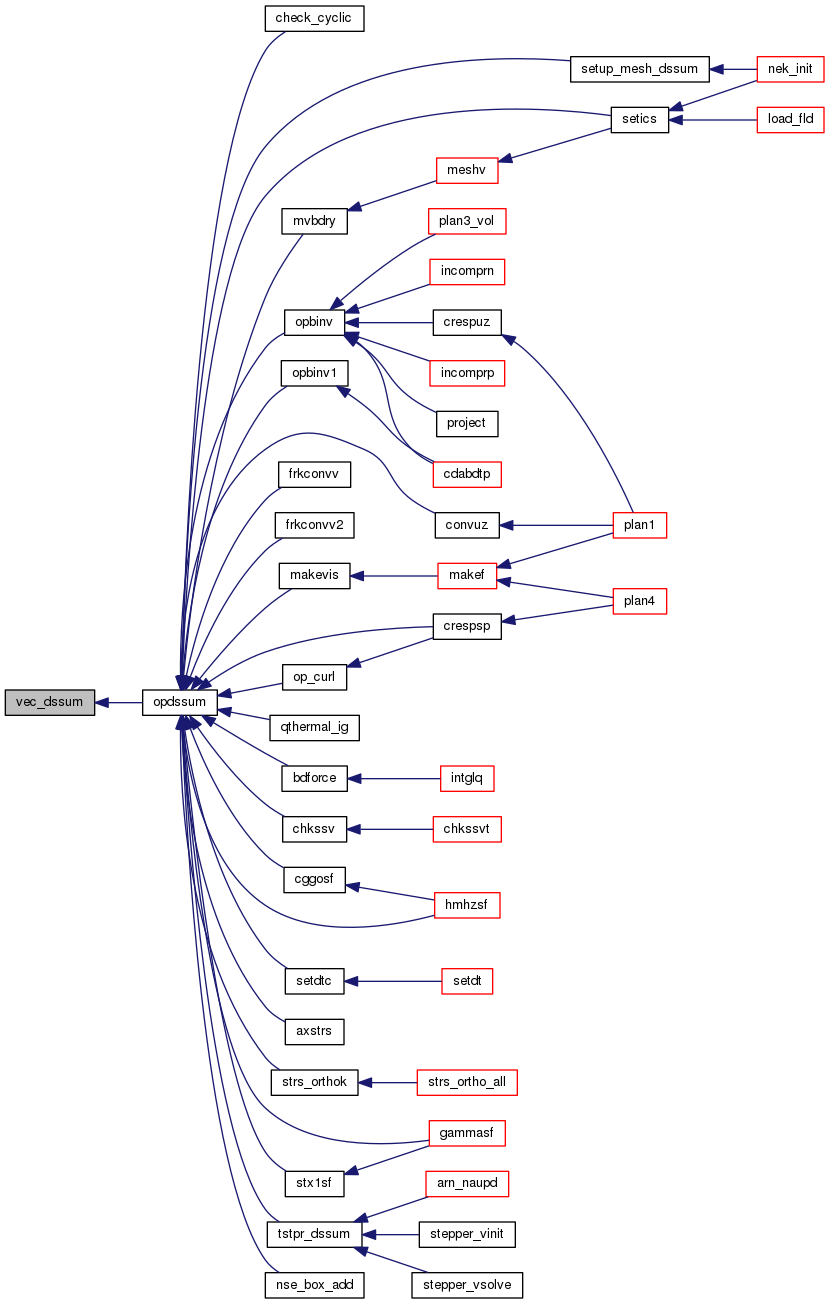 check_cyclic
setup_mesh_dssum
nek_init
setics
load_fld
meshv
mvbdry
plan3_vol
incomprn
opbinv
crespuz
opbinv1
incomprp
project
frkconvv
cdabdtp
frkconvv2
convuz
plan1
makevis
makef
plan4
crespsp
op_curl
vec_dssum
opdssum
qthermal_ig
bdforce
intglq
chkssv
chkssvt
cggosf
hmhzsf
setdtc
setdt
axstrs
strs_orthok
strs_ortho_all
gammasf
stx1sf
arn_naupd
tstpr_dssum
stepper_vinit
nse_box_add
stepper_vsolve